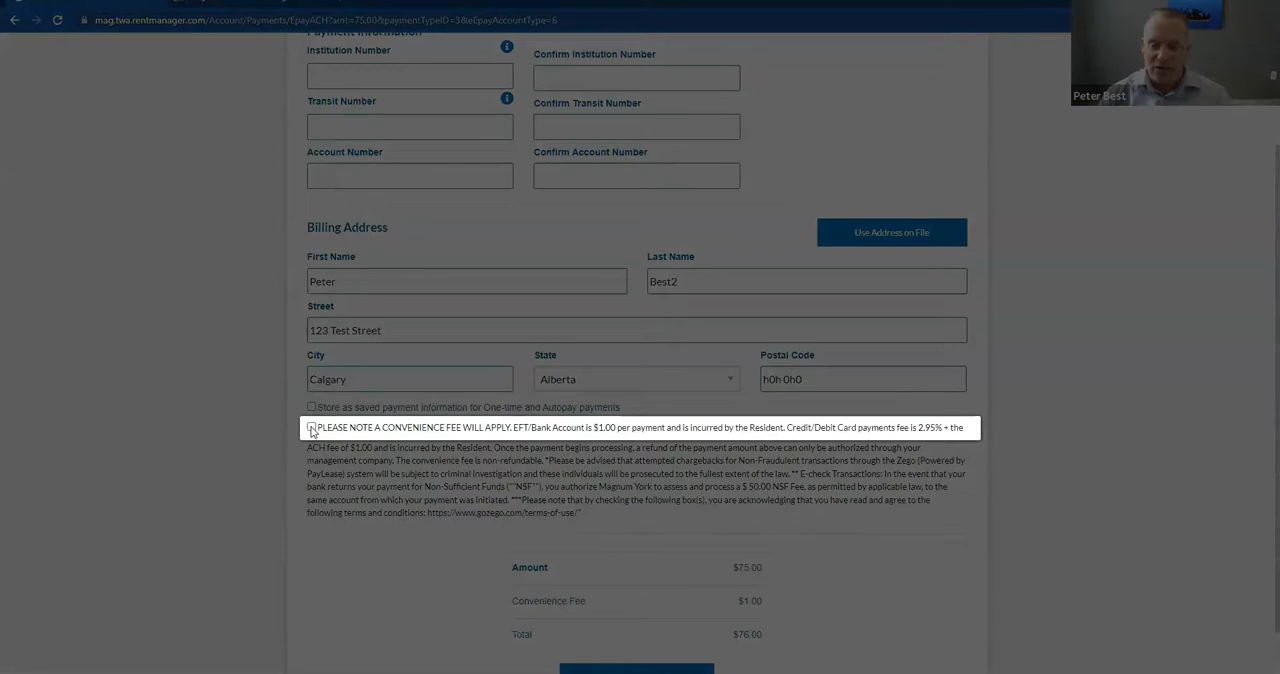 mag.twa.rentmanager.com/Account/Payments/EpayACH?amt=75.00&paymentTypeID=3&eEpayAccountType=6
Peter Best
Payment Information
Institution Number
Confirm Institution Number
Transit Number
Confirm Transit Number
Account Number
Confirm Account Number
Billing Address
Use Address on File
First Name
Last Name
Peter
Best2
Street
123 Test Street
City
State
Postal Code
Calgary
Alberta
h0h 0h0
Store as saved payment information for One-time and Autopay payments
PLEASE NOTE A CONVENIENCE FEE WILL APPLY. EFT/Bank Account is $1.00 per payment and is incurred by the Resident. Credit/Debit Card payments fee is 2.95% + the
ACH fee of $1.00 and is incurred by the Resident. Once the payment begins processing, a refund of the payment amount above can only be authorized through your
management company. The convenience fee is non-refundable. *Please be advised that attempted chargebacks for Non-Fraudulent transactions through the Zego (Powered by
PayLease) system will be subject to criminal investigation and these individuals will be prosecuted to the fullest extent of the law. ** E-check Transactions: In the event that your
bank returns your payment for Non-Sufficient Funds (""NSF""), you authorize Magnum York to assess and process a $ 50.00 NSF Fee, as permitted by applicable law, to the
same account from which your payment was initiated. ***Please note that by checking the following box(s), you are acknowledging that you have read and agree to the
following terms and conditions: https://www.gozego.com/terms-of-use/"
Amount $75.00
Convenience Fee $1.00
Total $76.00